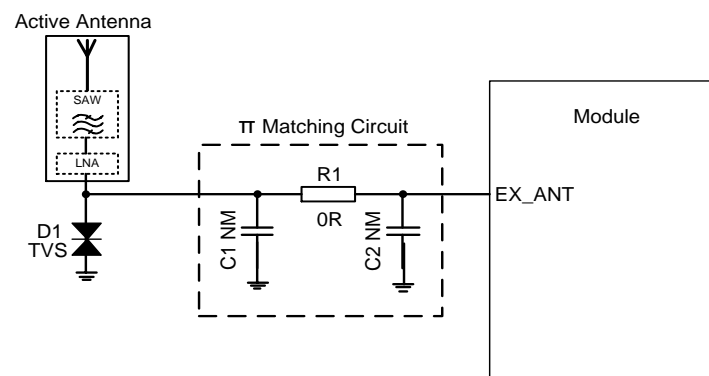 Active Antenna
SAW
LNA
π Matching Circuit
Module
R1
0R
EX_ANT
D1
TVS
C1 NM
C2 NM